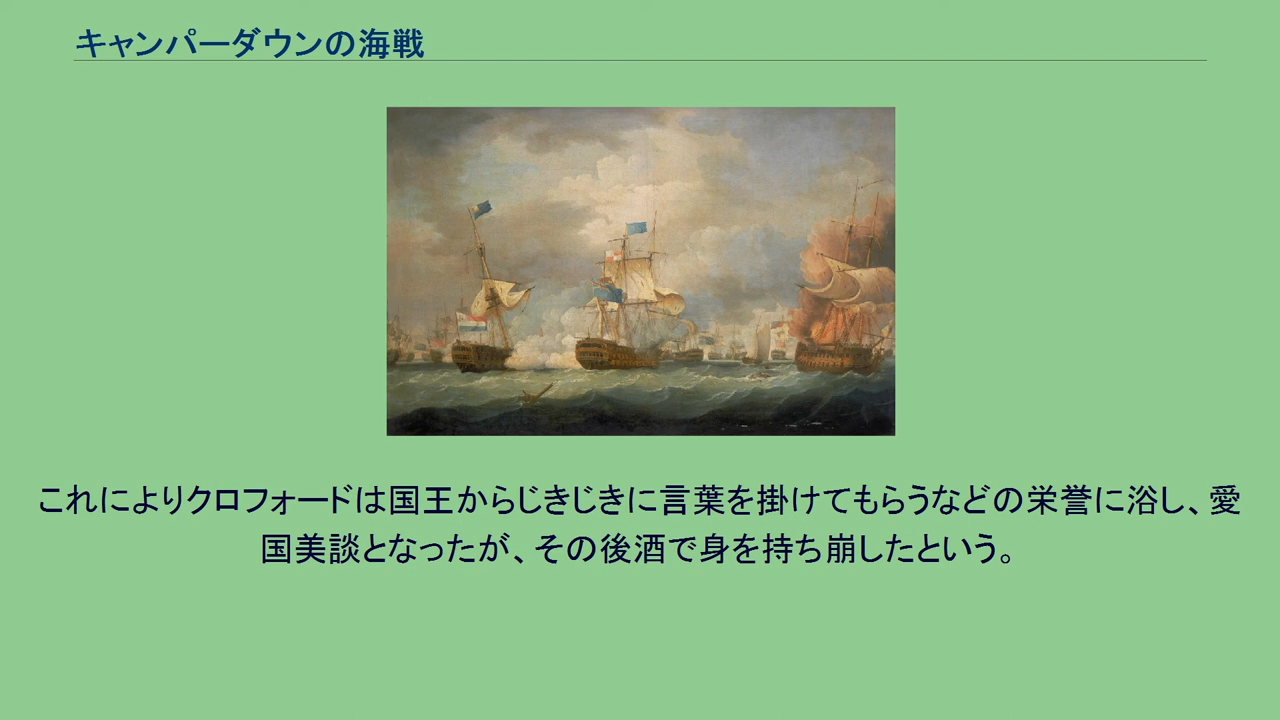 キャンパーダウンの海戦
これによりクロフォードは国王からじきじきに言葉を掛けてもらうなどの栄誉に浴し、愛
国美談となったが、その後酒で身を持ち崩したという。